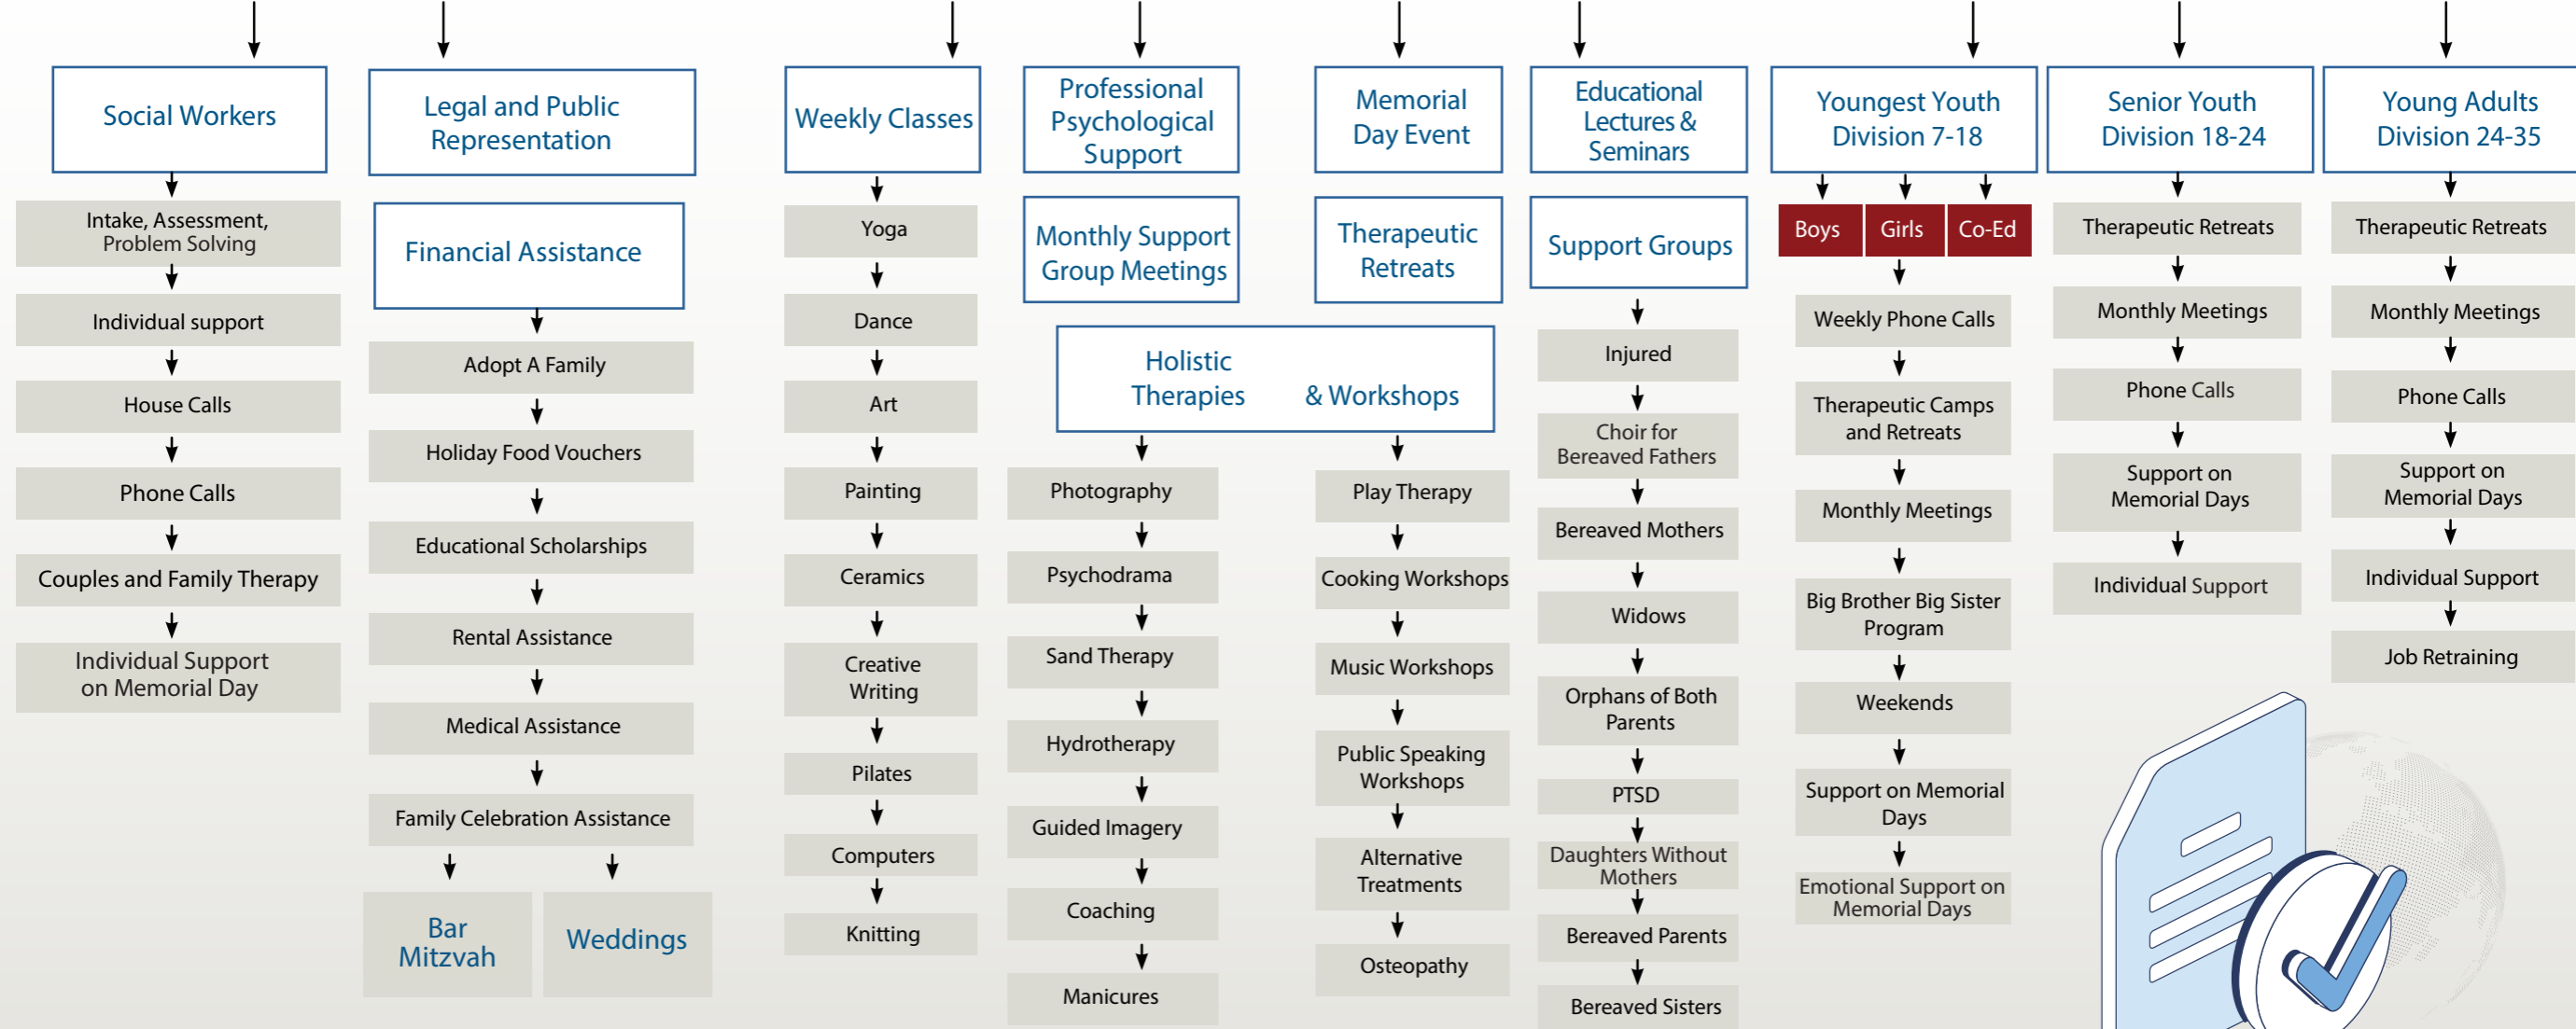 Social Workers
Intake, Assessment,
Problem Solving
Individual support
House Calls
Phone Calls
Couples and Family Therapy
Individual Support
on Memorial Day
Legal and Public
Representation
Financial Assistance
Adopt A Family
Holiday Food Vouchers
Educational Scholarships
Rental Assistance
Medical Assistance
Family Celebration Assistance
Bar
Mitzvah
Weddings
Weekly Classes
Yoga
Dance
Art
Painting
Ceramics
Creative
Writing
Pilates
Computers
Knitting
Professional
Psychological
Support
Monthly Support
Group Meetings
Memorial
Day Event
Therapeutic
Retreats
Holistic
Therapies & Workshops
Photography
Psychodrama
Sand Therapy
Hydrotherapy
Guided Imagery
Coaching
Manicures
Play Therapy
Cooking Workshops
Music Workshops
Public Speaking
Workshops
Alternative
Treatments
Osteopathy
Educational
Lectures &
Seminars
Support Groups
Injured
Choir for
Bereaved Fathers
Bereaved Mothers
Widows
Orphans of Both
Parents
PTSD
Daughters Without
Mothers
Bereaved Parents
Bereaved Sisters
Youngest Youth
Division 7-18
Boys
Girls
Co-Ed
Weekly Phone Calls
Therapeutic Camps
and Retreats
Monthly Meetings
Big Brother Big Sister
Program
Weekends
Support on Memorial
Days
Emotional Support on
Memorial Days
Senior Youth
Division 18-24
Therapeutic Retreats
Monthly Meetings
Phone Calls
Support on
Memorial Days
Individual Support
Young Adults
Division 24-35
Therapeutic Retreats
Monthly Meetings
Phone Calls
Support on
Memorial Days
Individual Support
Job Retraining